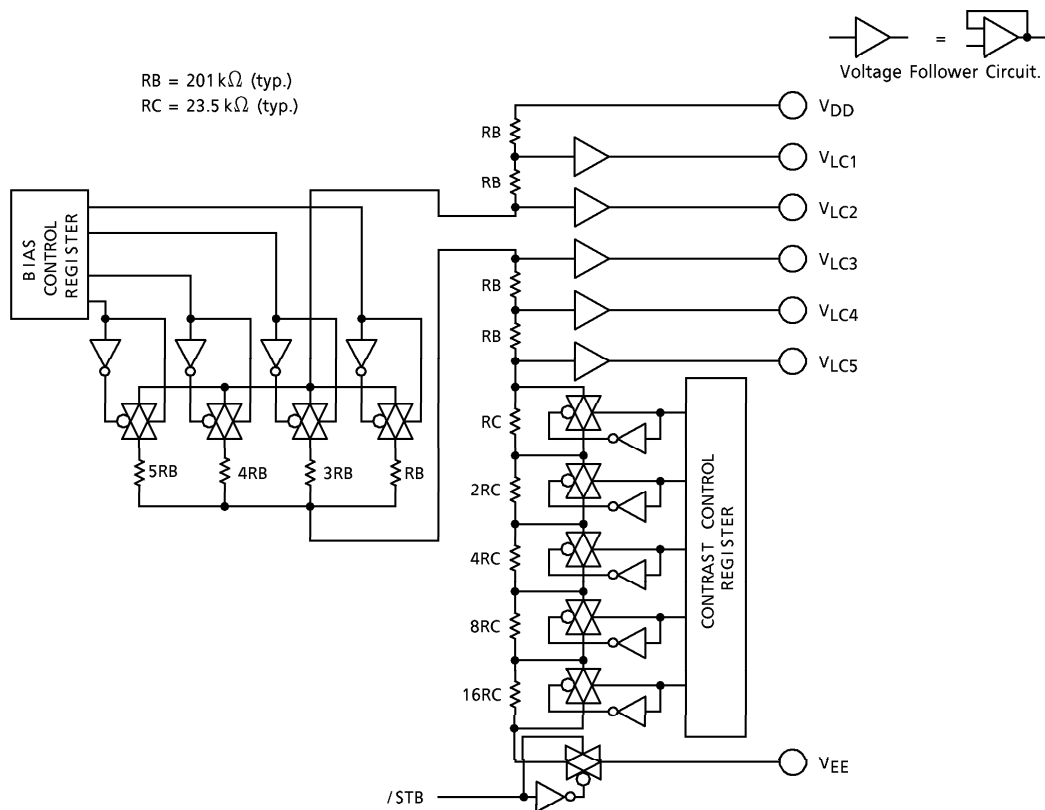 =
Voltage Follower Circuit.
RB = 201 kΩ (typ.)
RC = 23.5 kΩ (typ.)
VDD
RB
VLC1
RB
VLC2
BIAS
CONTROL
REGISTER
VLC3
RB
VLC4
RB
VLC5
RC
5RB
4RB
3RB
RB
2RC
4RC
8RC
16RC
CONTRAST CONTROL
REGISTER
VEE
/STB